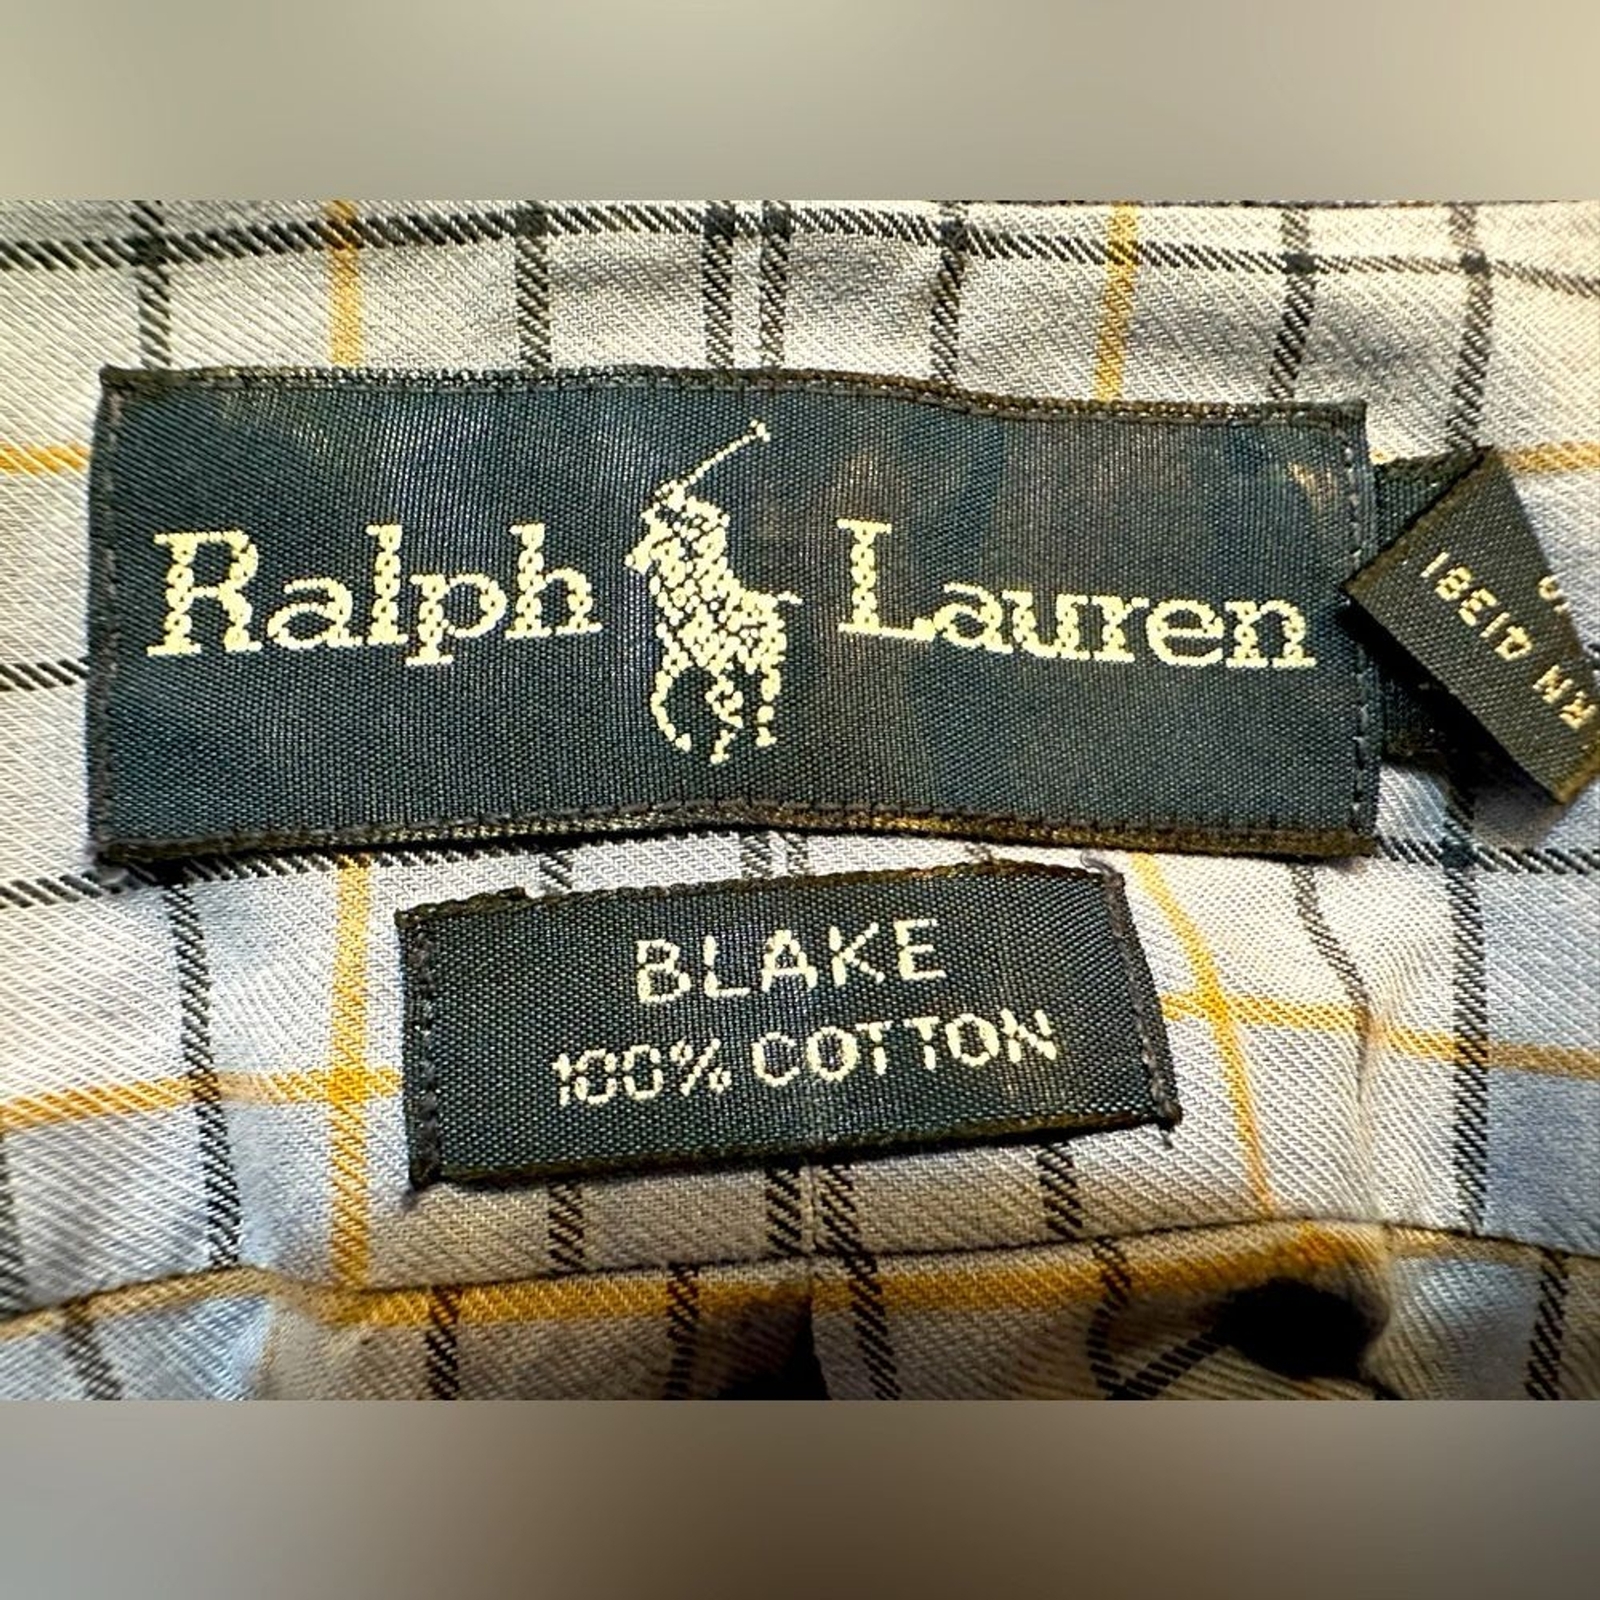 Ralph Lauren
BLAKE
100% COTTON
RN 41381